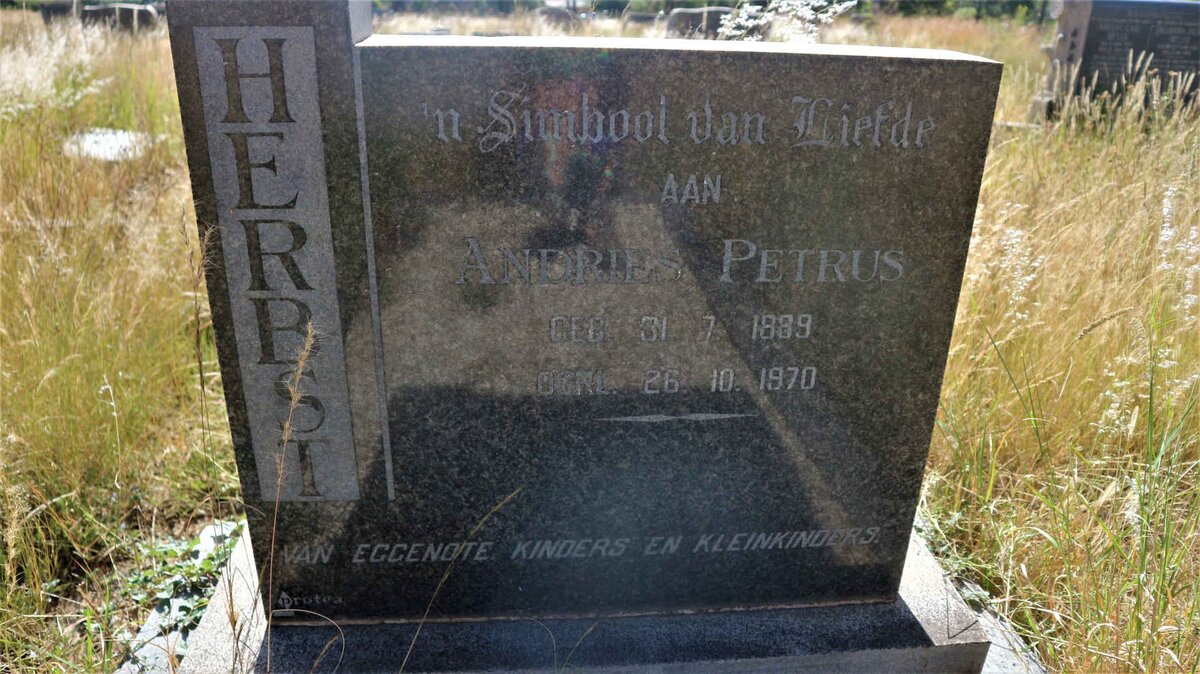 HERBST
'n Simbool van Liefde
AAN
ANDRIES PETRUS
GEB. 31. 7. 1889
OORL. 26. 10. 1970
VAN EGGENOTE KINDERS EN KLEINKINDERS.
Protea